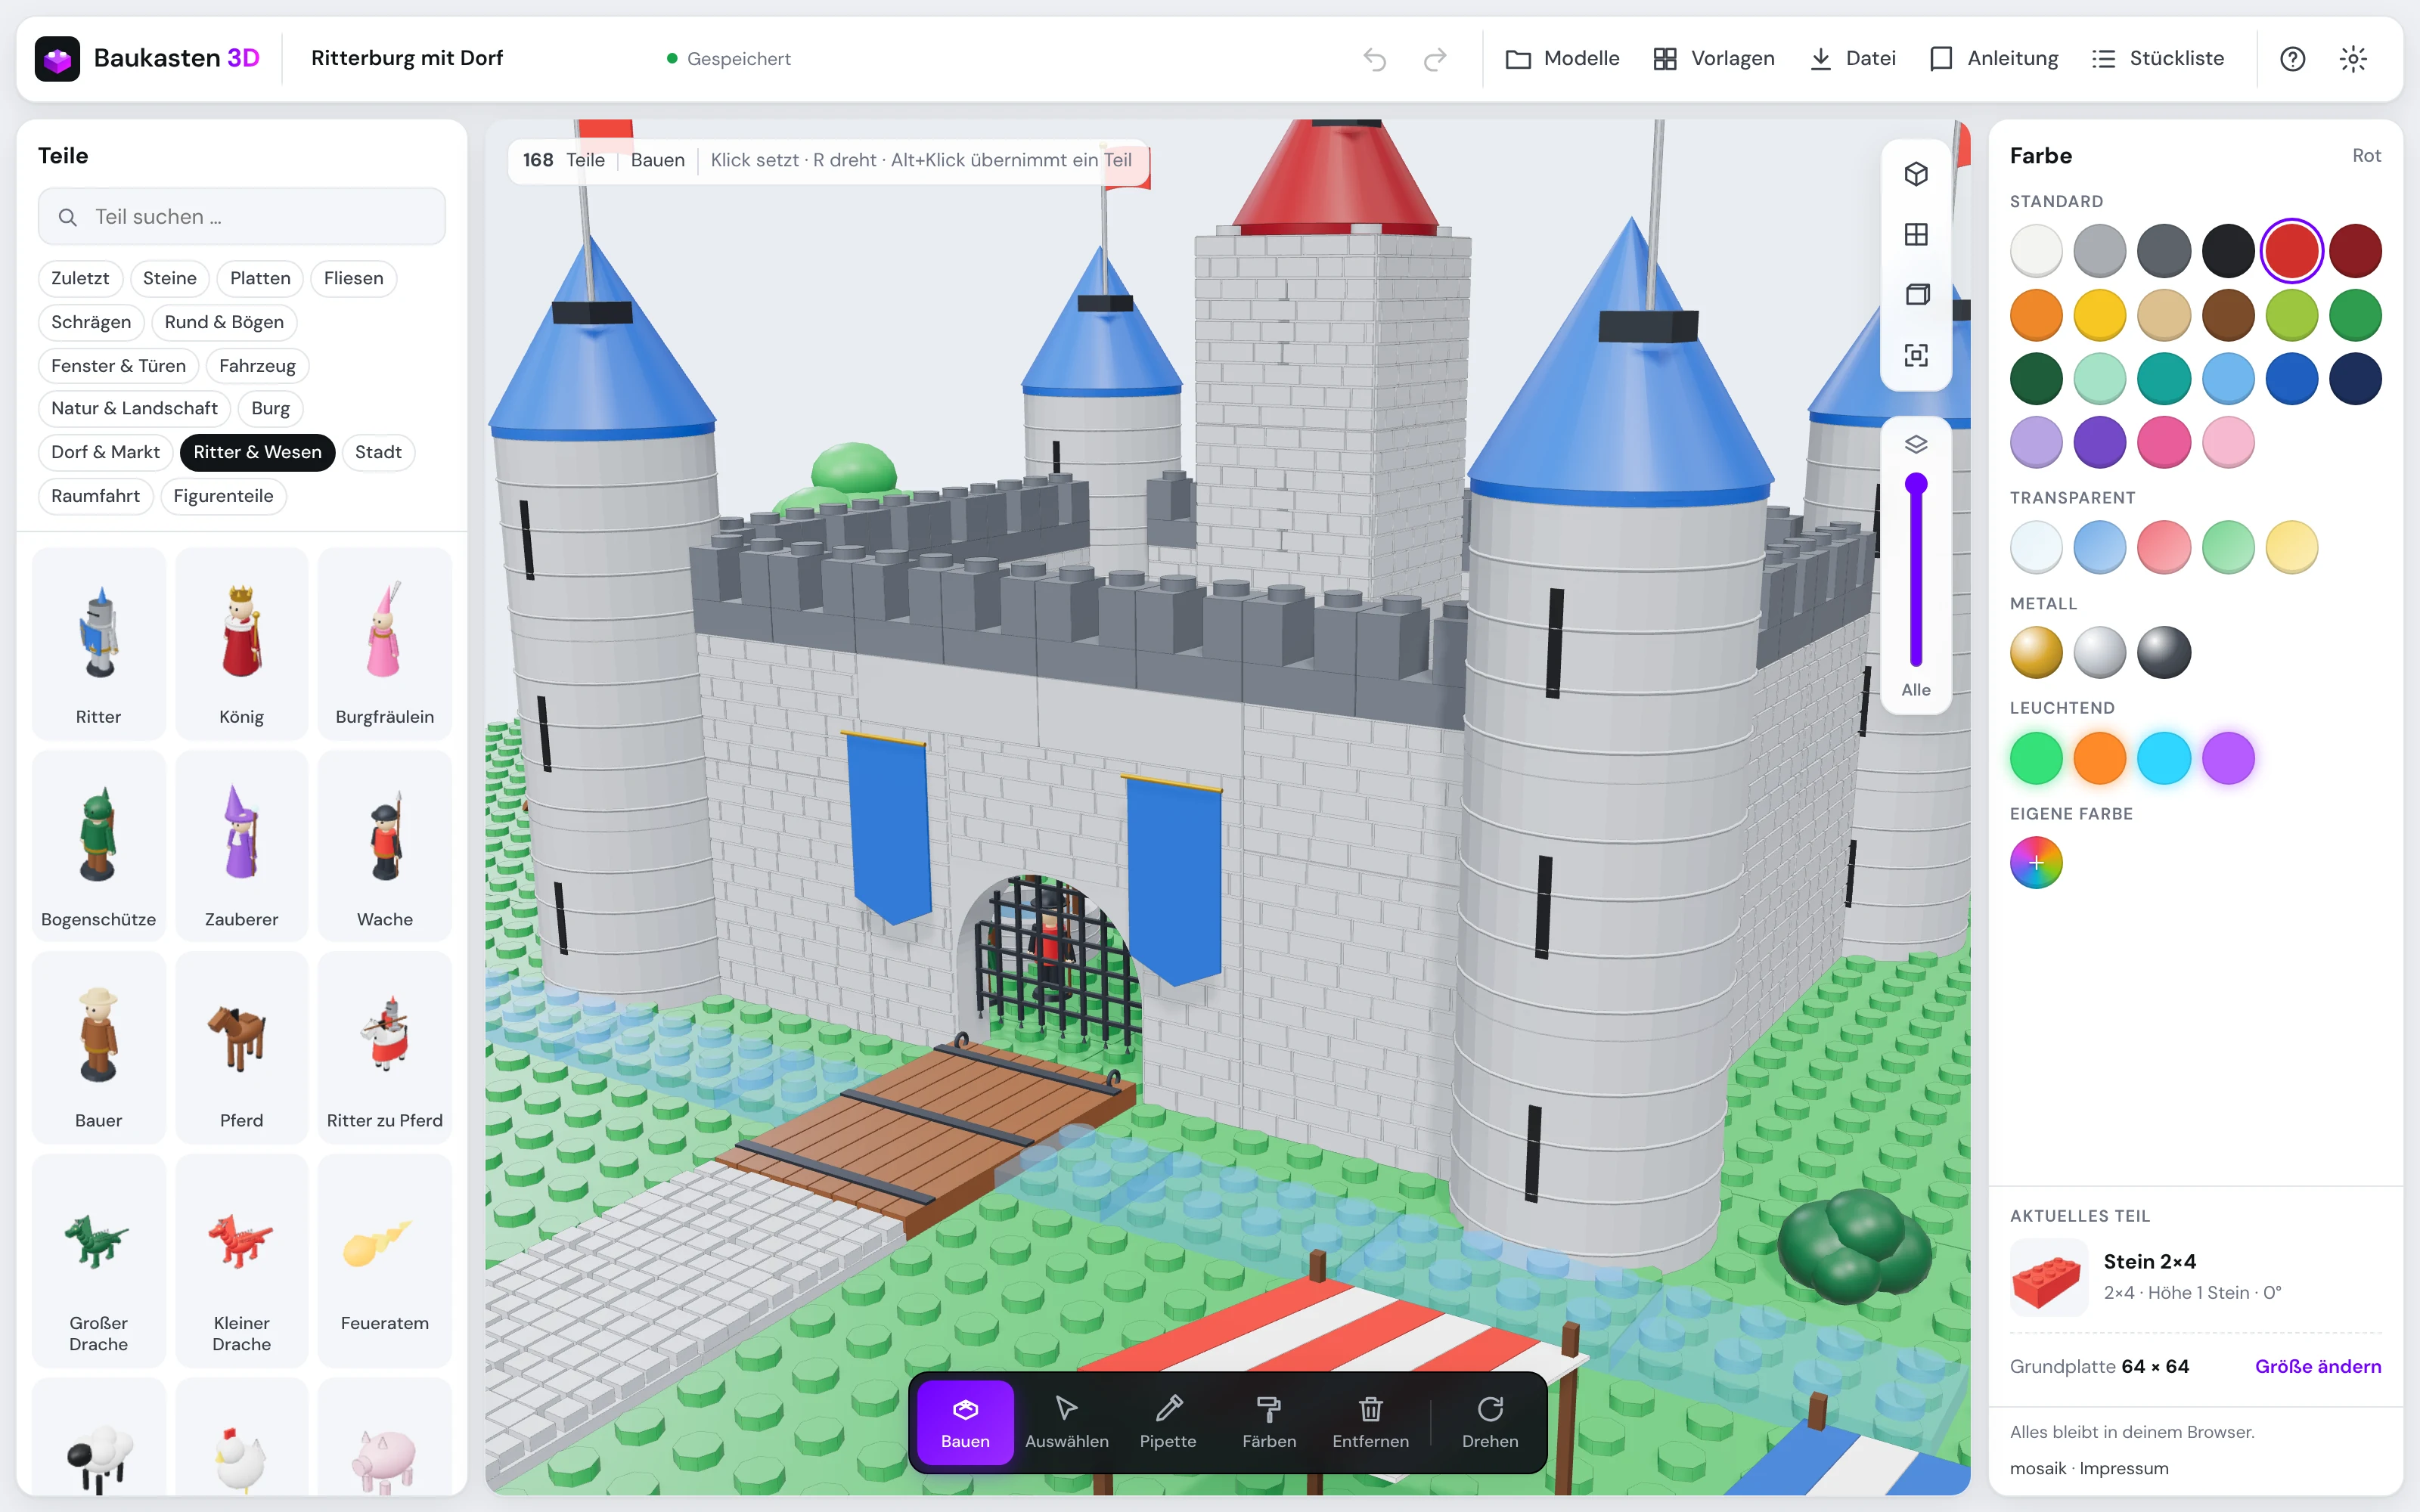 Baukasten 3D
Ritterburg mit Dorf
Gespeichert
Modelle
Vorlagen
Datei
Anleitung
Stückliste
Teile
Teil suchen ...
Zuletzt
Steine
Platten
Fliesen
Schrägen
Rund & Bögen
Fenster & Türen
Fahrzeug
Natur & Landschaft
Burg
Dorf & Markt
Ritter & Wesen
Stadt
Raumfahrt
Figurenteile
Ritter
König
Burgfräulein
Bogenschütze
Zauberer
Wache
Bauer
Pferd
Ritter zu Pferd
Großer
Drache
Kleiner
Drache
Feueratem
168 Teile
Bauen
Klick setzt · R dreht · Alt+Klick übernimmt ein Teil
Alle
Bauen
Auswählen
Pipette
Färben
Entfernen
Drehen
Farbe
Rot
STANDARD
TRANSPARENT
METALL
LEUCHTEND
EIGENE FARBE
AKTUELLES TEIL
Stein 2×4
2×4 · Höhe 1 Stein · 0°
Grundplatte 64 × 64
Größe ändern
Alles bleibt in deinem Browser.
mosaik · Impressum